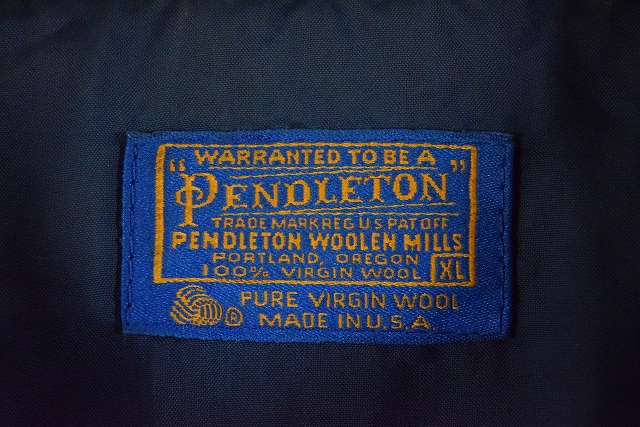 WARRANTED TO BE A
"PENDLETON"
TRADE MARK REG US PAT OFF
PENDLETON WOOLEN MILLS
PORTLAND, OREGON
100% VIRGIN WOOL XL
® PURE VIRGIN WOOL
MADE IN U.S.A.